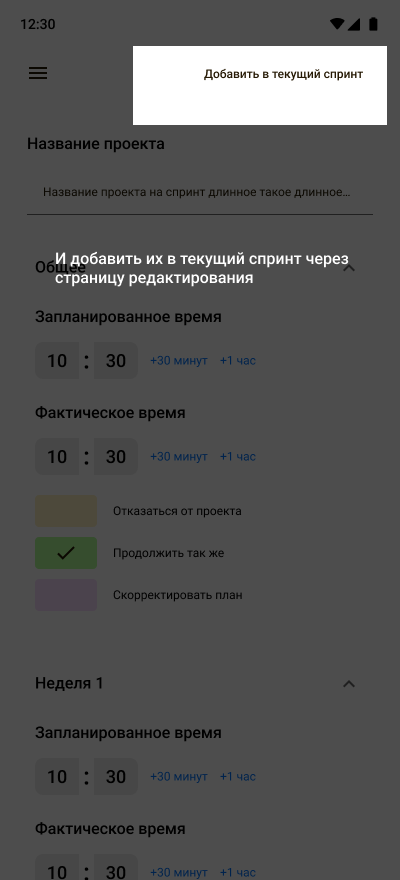 12:30
Добавить в текущий спринт
Название проекта
Название проекта на спринт длинное такое длинное...
И добавить их в текущий спринт через
Общее
страницу редактирования
Запланированное время
10 : 30 +30 минут +1 час
Фактическое время
10 : 30 +30 минут +1 час
Отказаться от проекта
Продолжить так же
Скорректировать план
Неделя 1
Запланированное время
10 : 30 +30 минут +1 час
Фактическое время
10 : 30 +30 минут +1 час